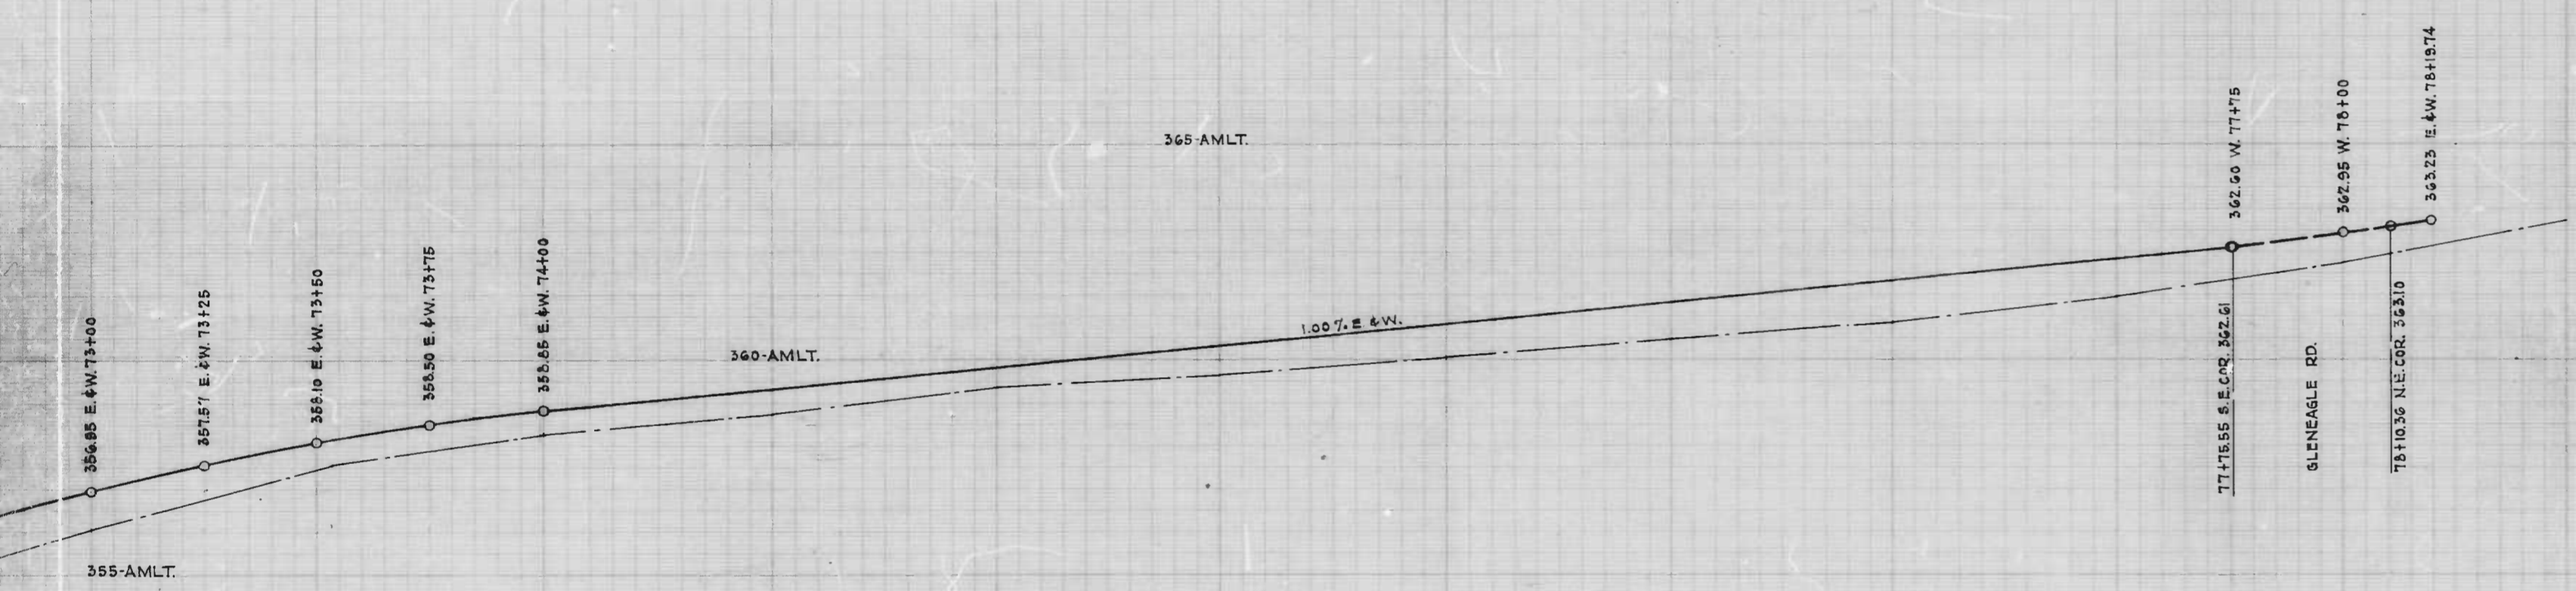 356.95 E.&W. 73+00
357.57 E.&W. 73+25
358.10 E.&W. 73+50
358.50 E.&W. 73+75
358.85 E.&W. 74+00
365-AMLT.
360-AMLT.
355-AMLT.
1.00% E &W.
362.60 W. 77+75
362.95 W. 78+00
363.23 E.&W. 78+19.74
77+75.55 S.E.COR. 362.61
GLENEAGLE RD.
78+10.36 N.E.COR. 363.10